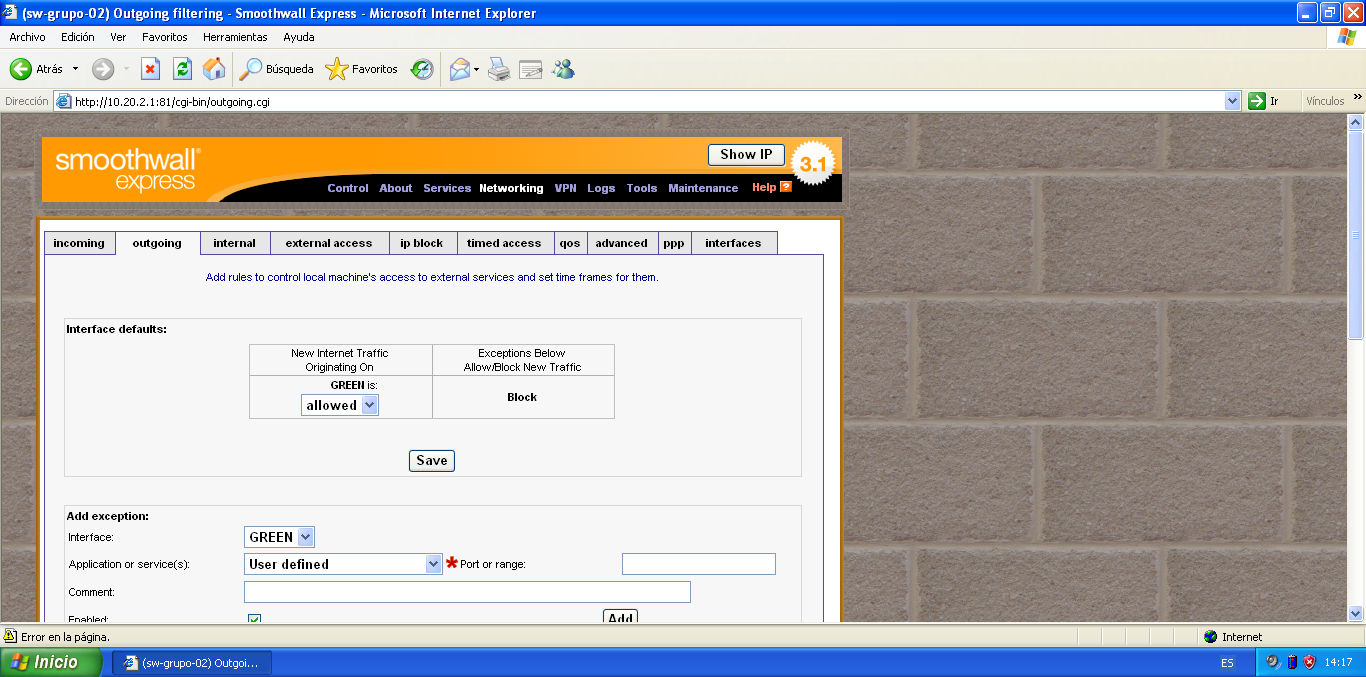 (sw-grupo-02) Outgoing filtering - Smoothwall Express - Microsoft Internet Explorer
Archivo Edición Ver Favoritos Herramientas Ayuda
Atrás Búsqueda Favoritos
Dirección http://10.20.2.1:81/cgi-bin/outgoing.cgi Ir Vínculos »
smoothwall®
express
Show IP
3.1
Control About Services Networking VPN Logs Tools Maintenance Help ?
incoming outgoing internal external access ip block timed access qos advanced ppp interfaces
Add rules to control local machine's access to external services and set time frames for them.
Interface defaults:
New Internet Traffic
Originating On
Exceptions Below
Allow/Block New Traffic
GREEN is:
allowed
Block
Save
Add exception:
Interface: GREEN
Application or service(s): User defined * Port or range:
Comment:
Enabled: Add
Error en la página. Internet
Inicio (sw-grupo-02) Outgoi... ES 14:17